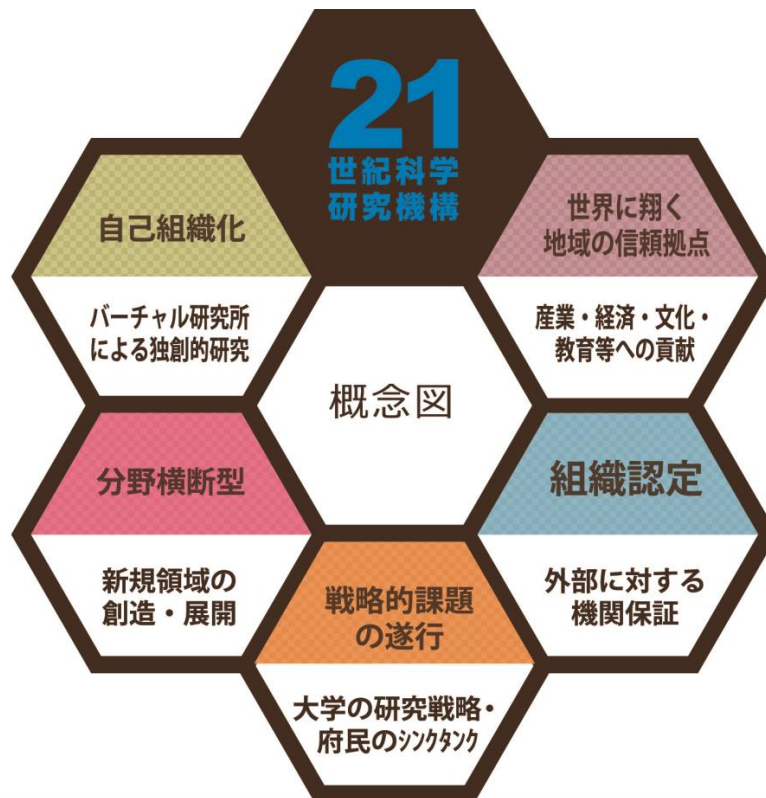 21
世紀科学
研究機構
自己組織化
バーチャル研究所
による独創的研究
世界に翔く
地域の信頼拠点
産業・経済・文化・
教育等への貢献
概念図
分野横断型
新規領域の
創造・展開
組織認定
外部に対する
機関保証
戦略的課題
の遂行
大学の研究戦略・
府民のシンクタンク